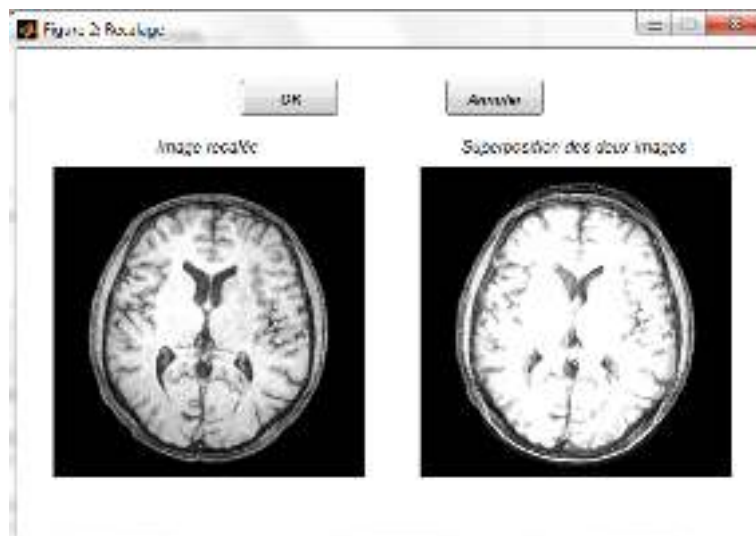 Figure 2: Recalage
OK
Annuler
Image recalée
Superposition des deux images